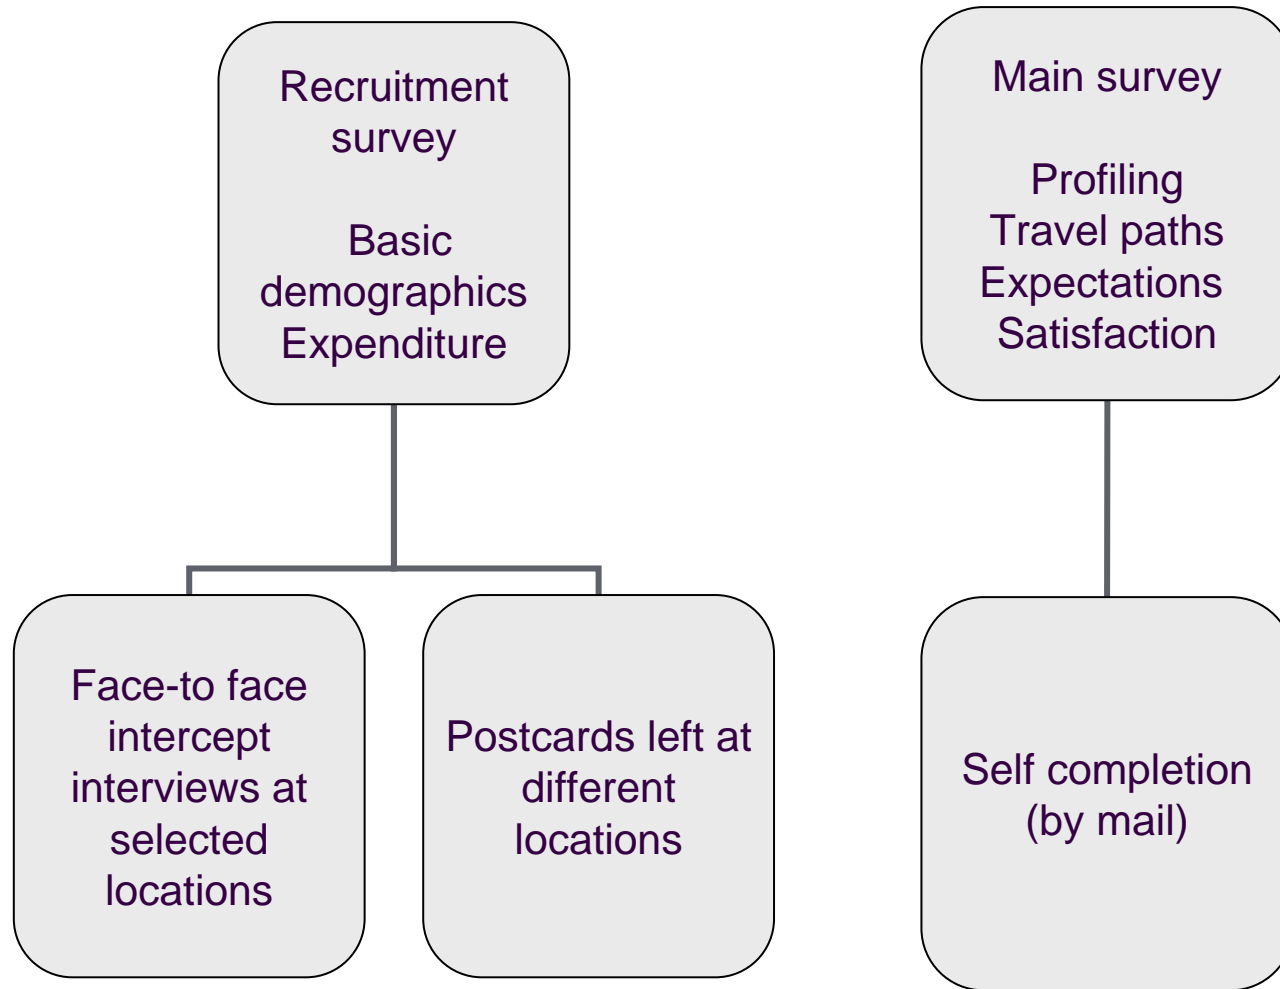 Recruitment
survey
Basic
demographics
Expenditure
Main survey
Profiling
Travel paths
Expectations
Satisfaction
Face-to face
intercept
interviews at
selected
locations
Postcards left at
different
locations
Self completion
(by mail)